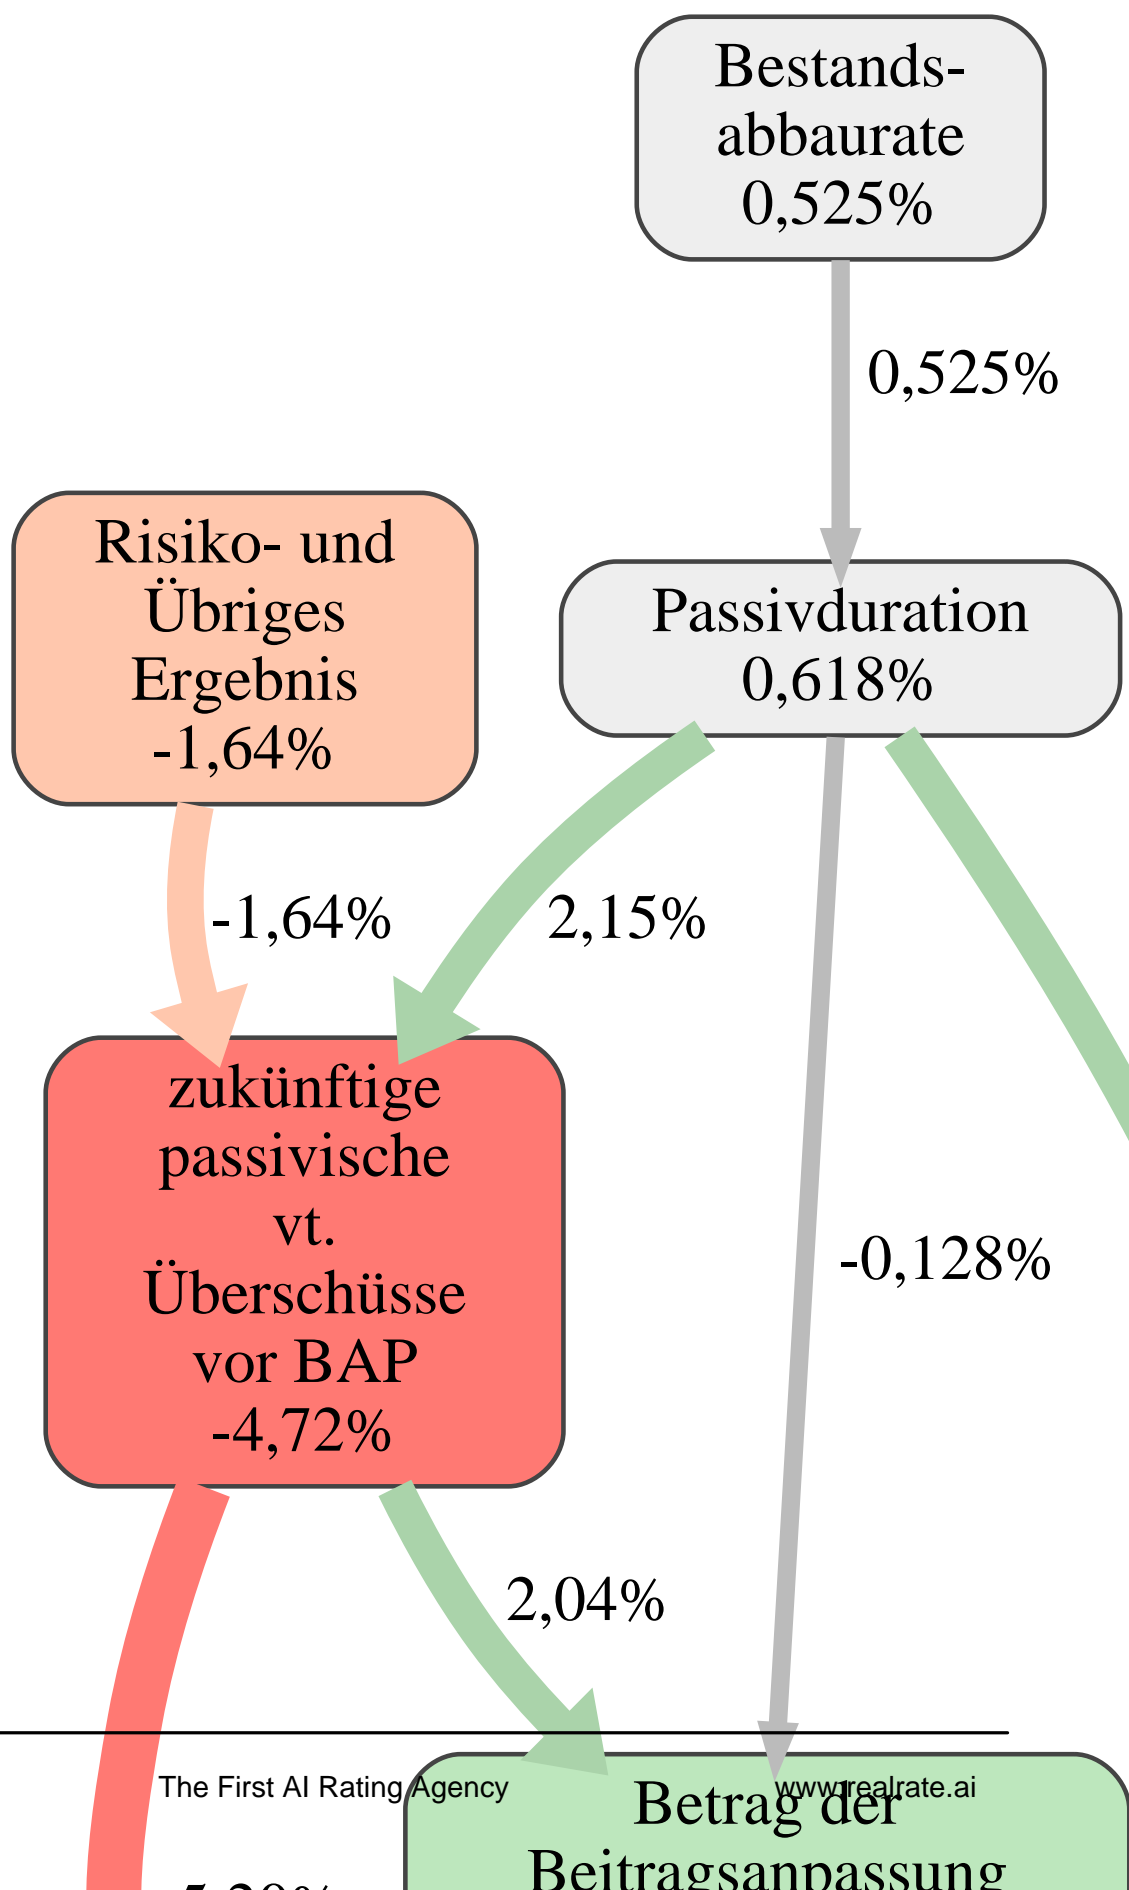 Bestands-
abbaurate
0,525%
0,525%
Risiko- und
Übriges
Ergebnis
-1,64%
Passivduration
0,618%
-1,64%
2,15%
zukünftige
passivische
vt.
Überschüsse
vor BAP
-4,72%
-0,128%
2,04%
The First AI Rating Agency
www.realrate.ai
Betrag der
Beitragsanpassung